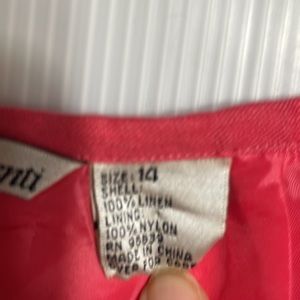 SIZE: 14
SHELL:
100% LINEN
LINING:
100% NYLON
MADE IN CHINA